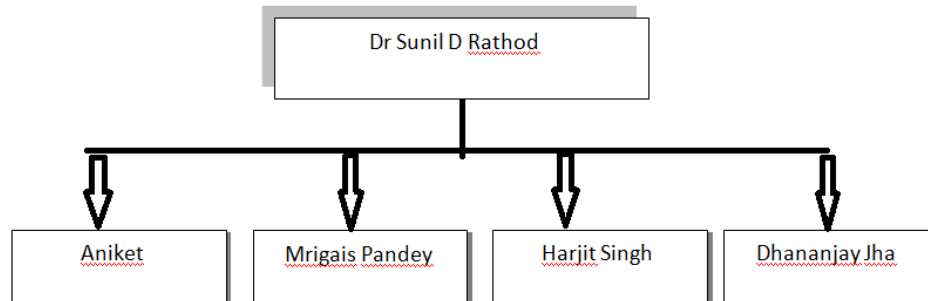 Dr Sunil D Rathod
Aniket
Mrigais Pandey
Harjit Singh
Dhananjay Jha